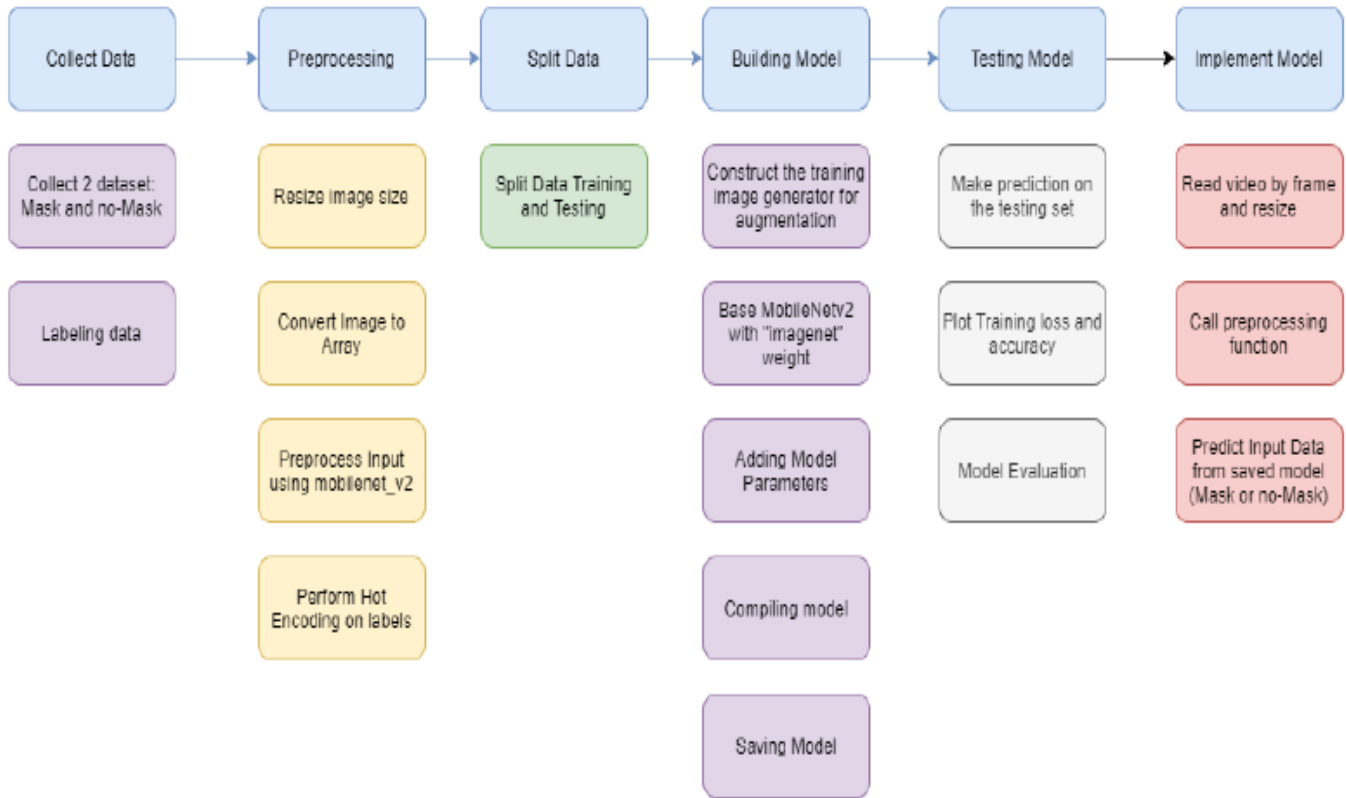 Collect Data
Preprocessing
Split Data
Building Model
Testing Model
Implement Model
Collect 2 dataset:
Mask and no-Mask
Labeling data
Resize image size
Convert Image to
Array
Preprocess Input
using mobilenet_v2
Perform Hot
Encoding on labels
Split Data Training
and Testing
Construct the training
image generator for
augmentation
Base MobileNetv2
with "imagenet"
weight
Adding Model
Parameters
Compiling model
Saving Model
Make prediction on
the testing set
Plot Training loss and
accuracy
Model Evaluation
Read video by frame
and resize
Call preprocessing
function
Predict Input Data
from saved model
(Mask or no-Mask)